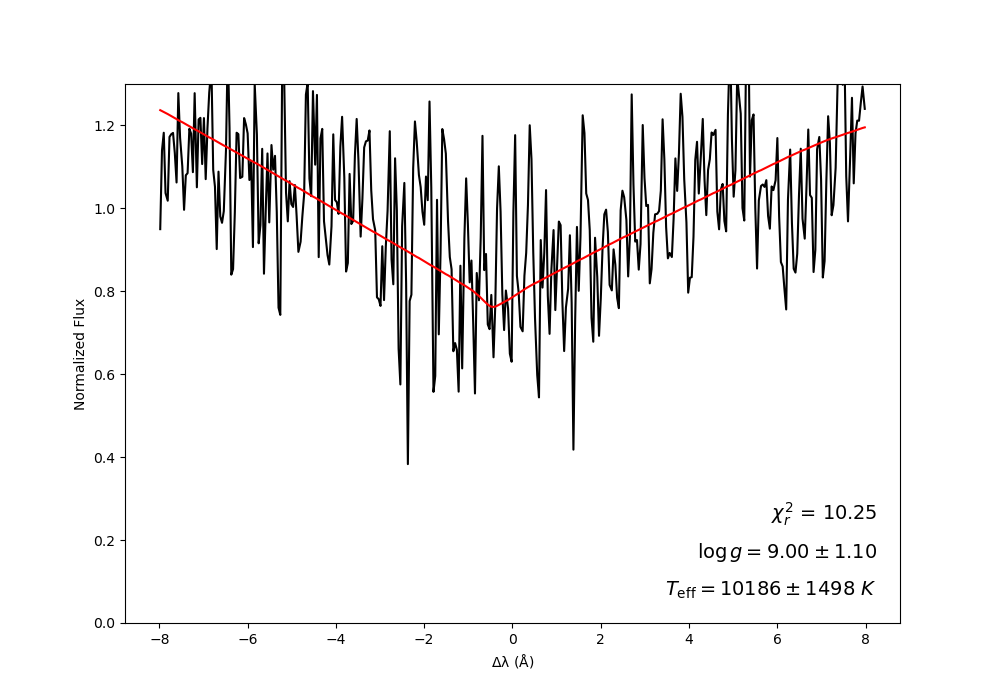 1.2
1.0
0.8
0.6
0.4
0.2
0.0
Normalized Flux
χ²ᵣ = 10.25
log g = 9.00 ± 1.10
T_eff = 10186 ± 1498 K
−8 −6 −4 −2 0 2 4 6 8
Δλ (Å)